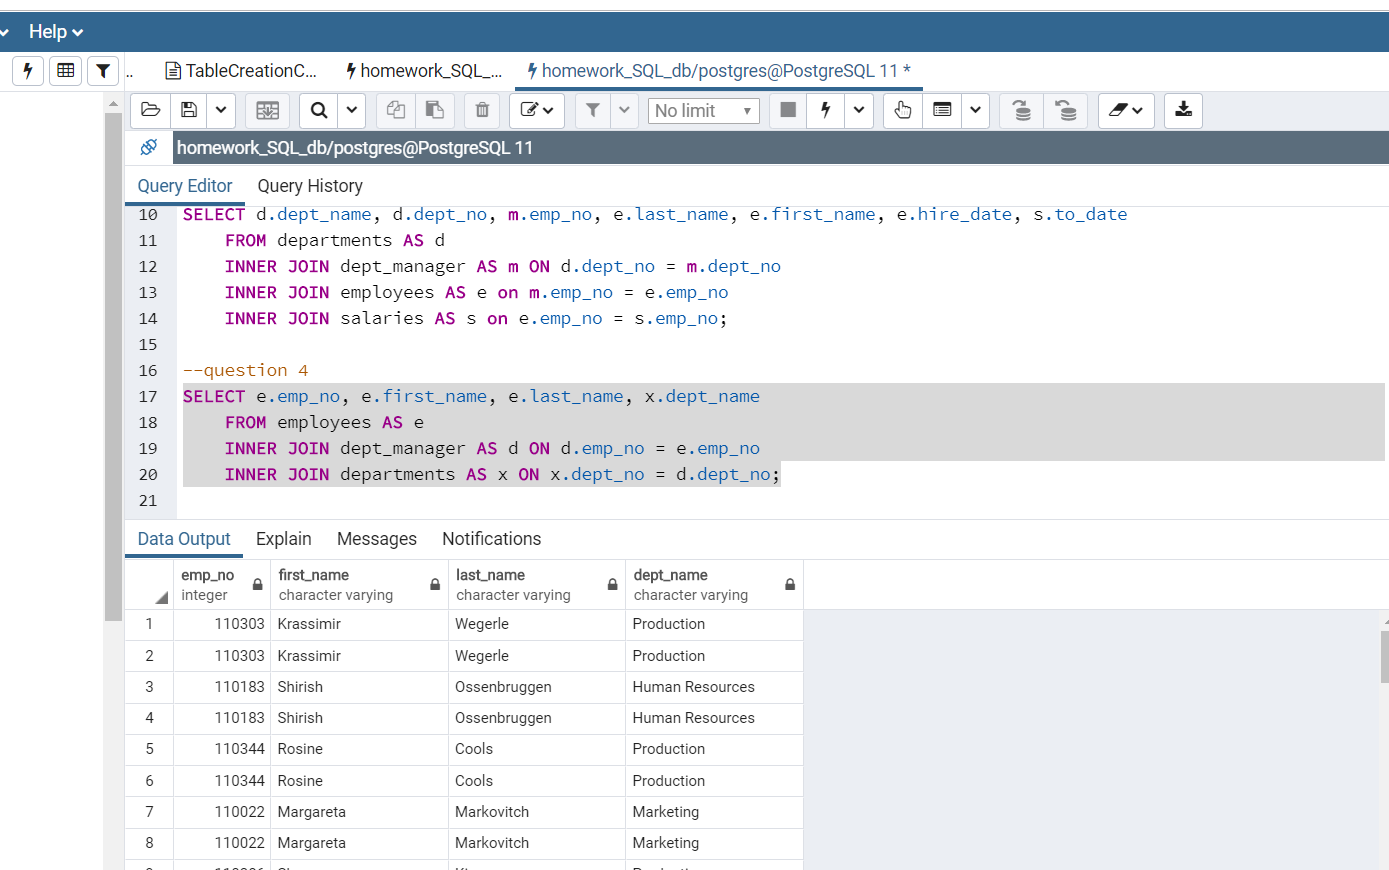 Help
.. TableCreationC... homework_SQL_... homework_SQL_db/postgres@PostgreSQL 11 *
No limit
homework_SQL_db/postgres@PostgreSQL 11
Query Editor Query History
10 SELECT d.dept_name, d.dept_no, m.emp_no, e.last_name, e.first_name, e.hire_date, s.to_date
11 FROM departments AS d
12 INNER JOIN dept_manager AS m ON d.dept_no = m.dept_no
13 INNER JOIN employees AS e on m.emp_no = e.emp_no
14 INNER JOIN salaries AS s on e.emp_no = s.emp_no;
15
16 --question 4
17 SELECT e.emp_no, e.first_name, e.last_name, x.dept_name
18 FROM employees AS e
19 INNER JOIN dept_manager AS d ON d.emp_no = e.emp_no
20 INNER JOIN departments AS x ON x.dept_no = d.dept_no;
21
Data Output Explain Messages Notifications
emp_no first_name last_name dept_name
integer character varying character varying character varying
1 110303 Krassimir Wegerle Production
2 110303 Krassimir Wegerle Production
3 110183 Shirish Ossenbruggen Human Resources
4 110183 Shirish Ossenbruggen Human Resources
5 110344 Rosine Cools Production
6 110344 Rosine Cools Production
7 110022 Margareta Markovitch Marketing
8 110022 Margareta Markovitch Marketing